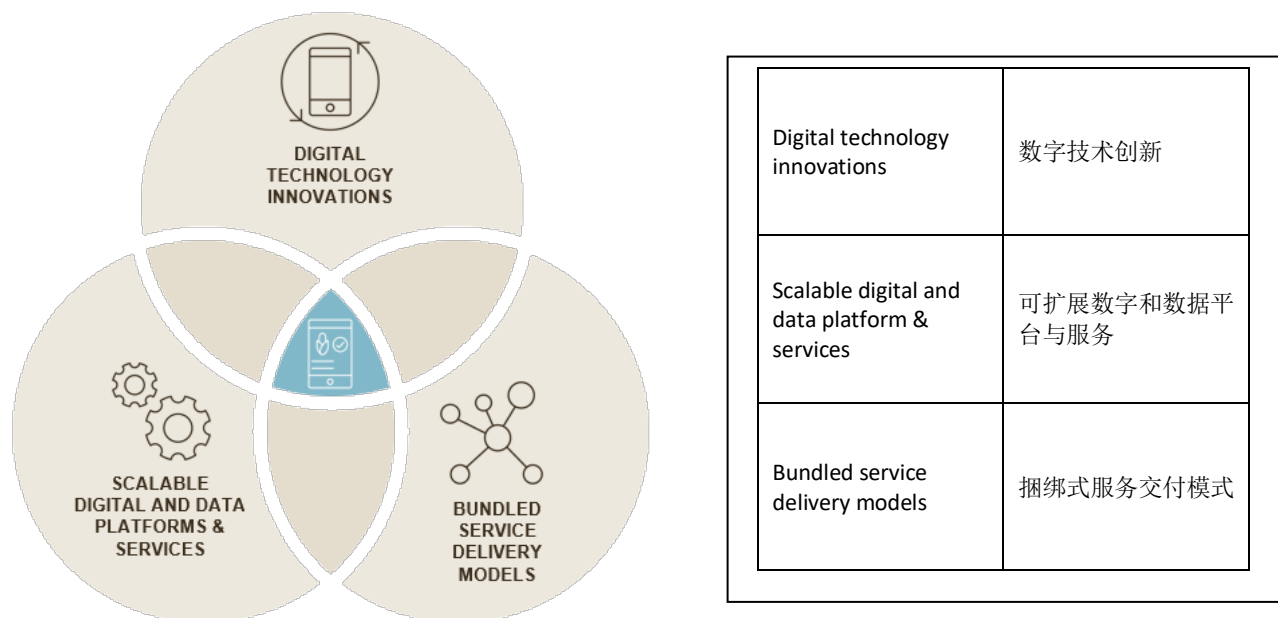 DIGITAL
TECHNOLOGY
INNOVATIONS
SCALABLE
DIGITAL AND DATA
PLATFORMS &
SERVICES
BUNDLED
SERVICE
DELIVERY
MODELS
Digital technology
innovations
数字技术创新
Scalable digital and
data platform &
services
可扩展数字和数据平
台与服务
Bundled service
delivery models
捆绑式服务交付模式